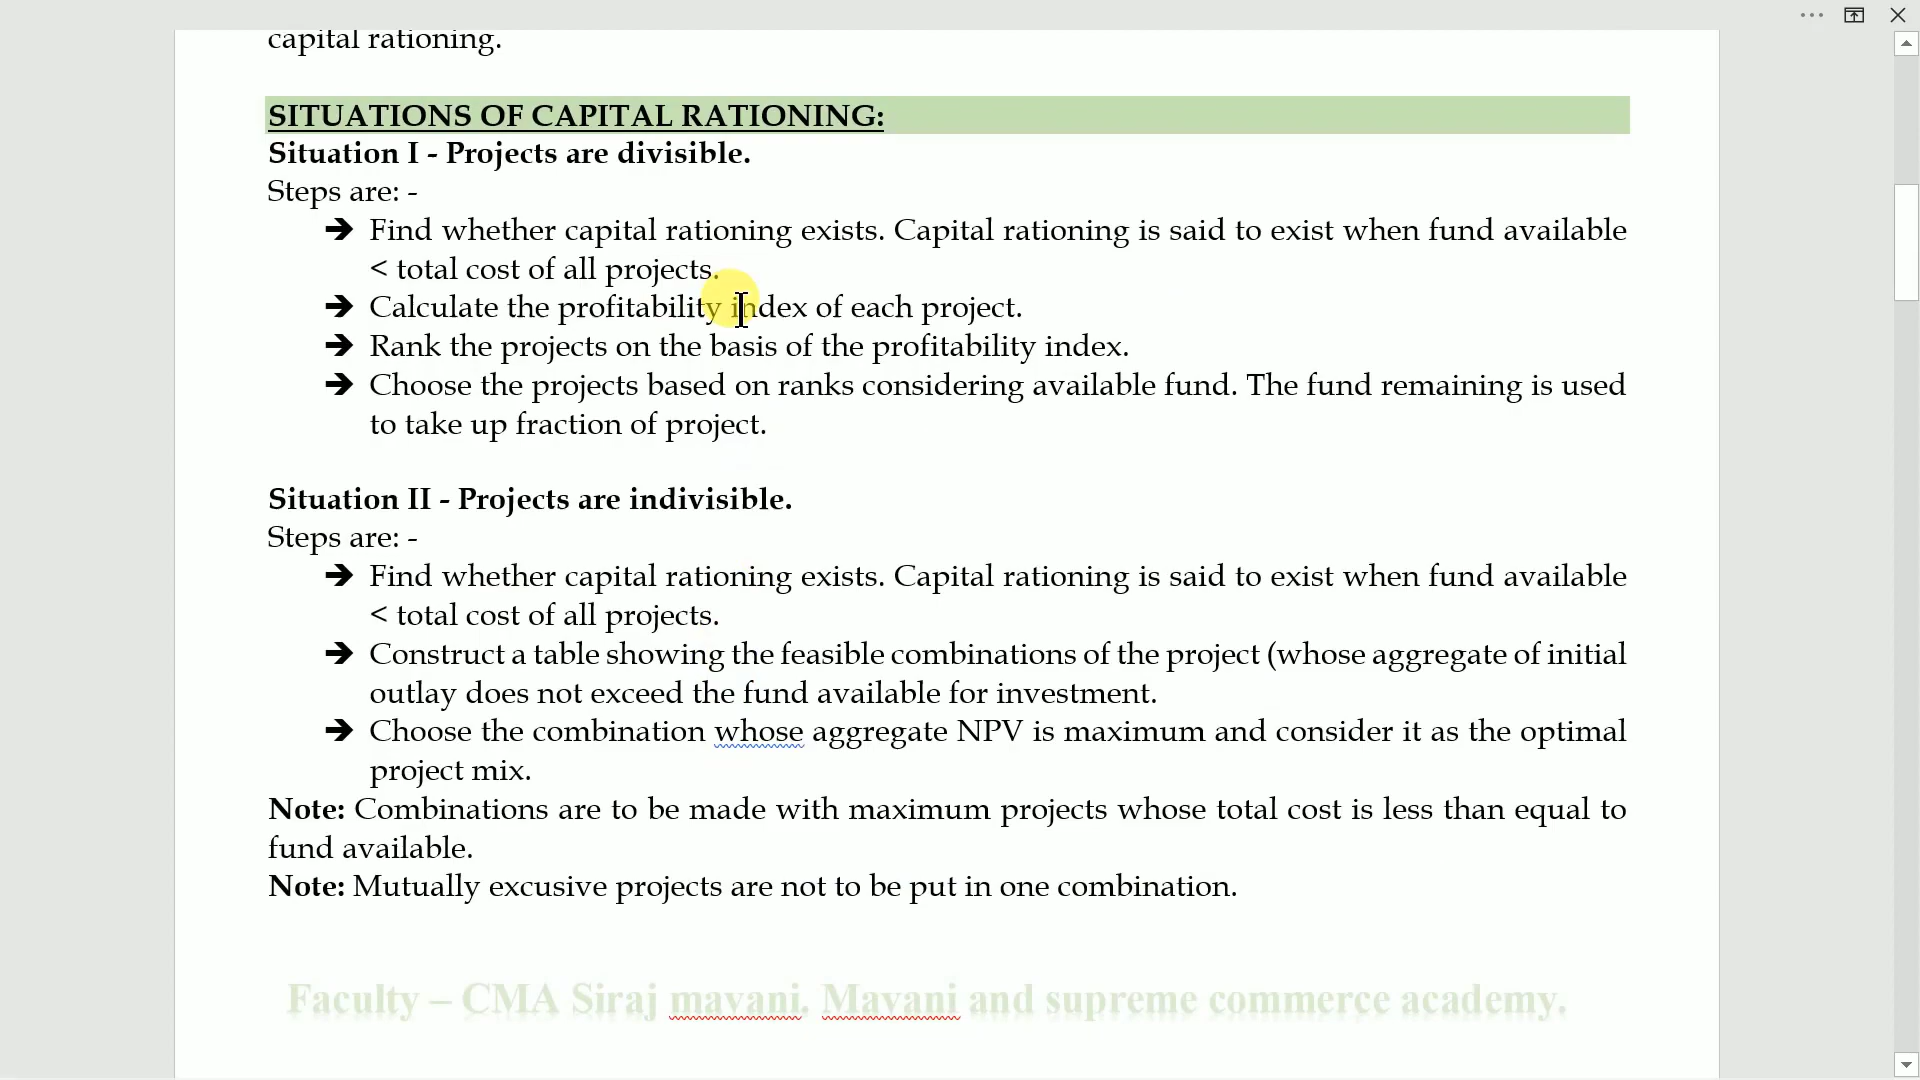 capital rationing.
SITUATIONS OF CAPITAL RATIONING:
Situation I - Projects are divisible.
Steps are: -
➔ Find whether capital rationing exists. Capital rationing is said to exist when fund available
< total cost of all projects.
➔ Calculate the profitability index of each project.
➔ Rank the projects on the basis of the profitability index.
➔ Choose the projects based on ranks considering available fund. The fund remaining is used
to take up fraction of project.
Situation II - Projects are indivisible.
Steps are: -
➔ Find whether capital rationing exists. Capital rationing is said to exist when fund available
< total cost of all projects.
➔ Construct a table showing the feasible combinations of the project (whose aggregate of initial
outlay does not exceed the fund available for investment.
➔ Choose the combination whose aggregate NPV is maximum and consider it as the optimal
project mix.
Note: Combinations are to be made with maximum projects whose total cost is less than equal to
fund available.
Note: Mutually excusive projects are not to be put in one combination.
Faculty – CMA Siraj mavani. Mavani and supreme commerce academy.